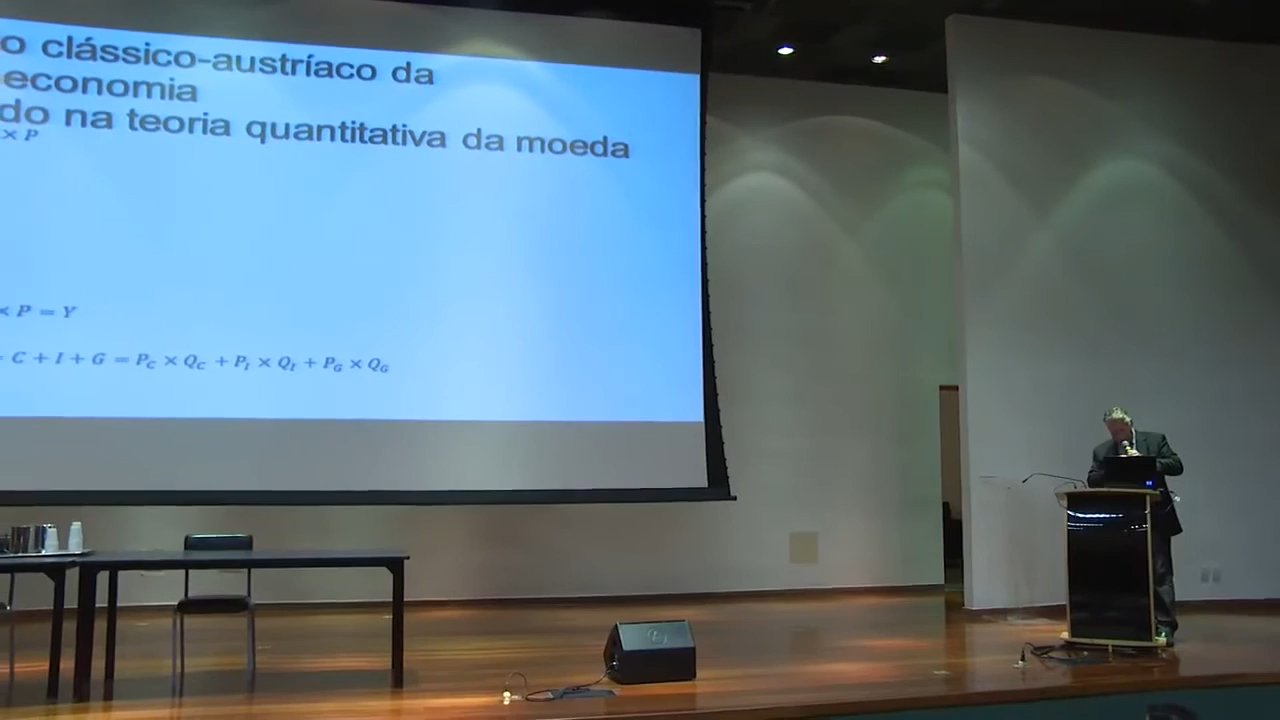 o clássico-austríaco da
economia
do na teoria quantitativa da moeda
× P
× P = Y
C + I + G = P_C × Q_C + P_I × Q_I + P_G × Q_G